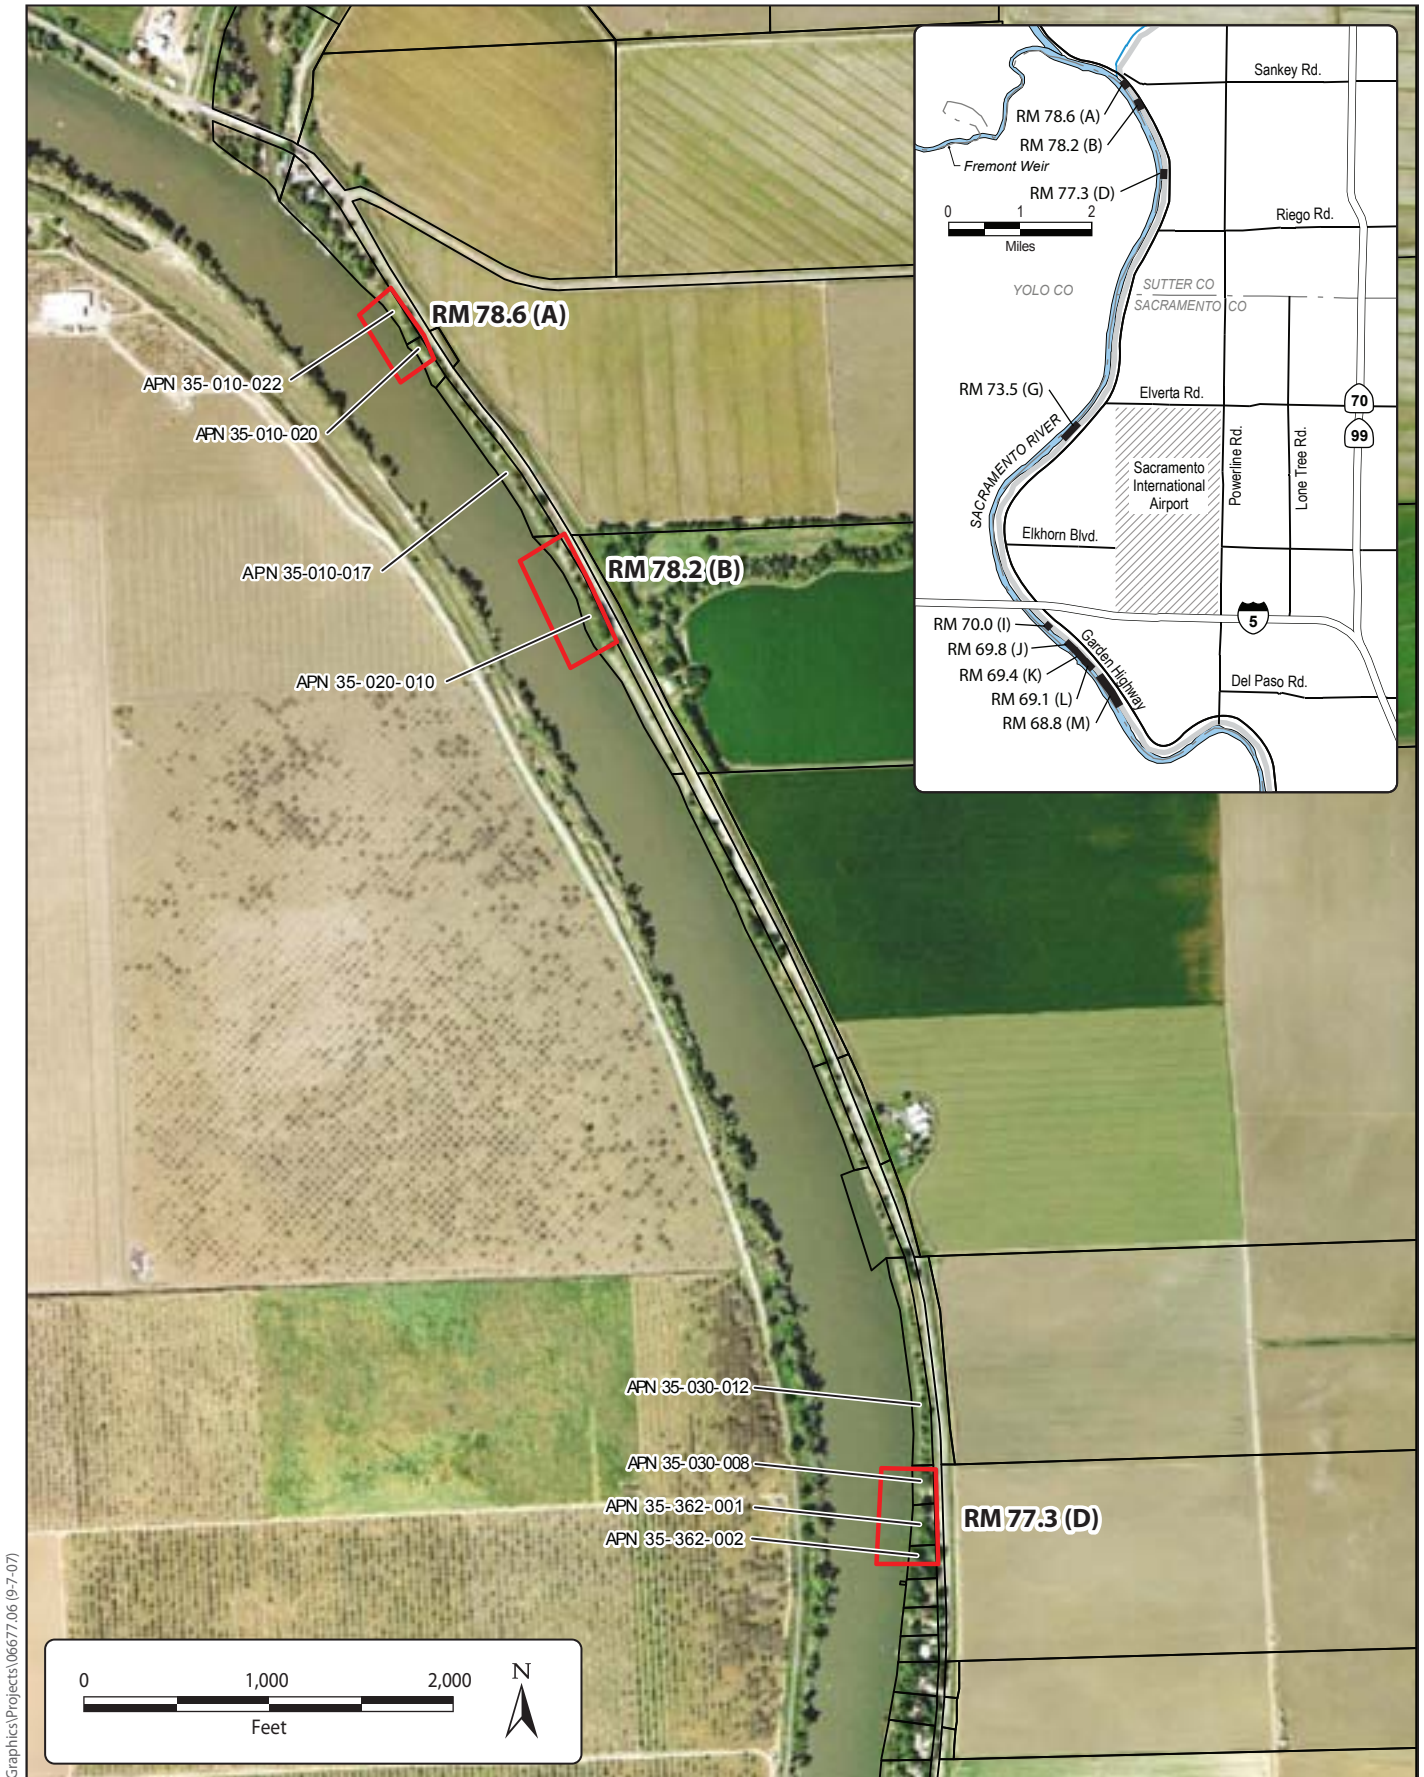 Sankey Rd.
RM 78.6 (A)
RM 78.2 (B)
Fremont Weir
RM 77.3 (D)
0 1 2
Miles
Riego Rd.
YOLO CO
SUTTER CO
SACRAMENTO CO
RM 73.5 (G)
Elverta Rd.
70
99
SACRAMENTO RIVER
Sacramento
International
Airport
Powerline Rd.
Lone Tree Rd.
Elkhorn Blvd.
5
RM 70.0 (I)
RM 69.8 (J)
RM 69.4 (K)
RM 69.1 (L)
RM 68.8 (M)
Garden Highway
Del Paso Rd.
RM 78.6 (A)
APN 35-010-022
APN 35-010-020
APN 35-010-017
RM 78.2 (B)
APN 35-020-010
APN 35-030-012
APN 35-030-008
APN 35-362-001
APN 35-362-002
RM 77.3 (D)
0 1,000 2,000
Feet
N
Graphics\Projects\06677.06 (9-7-07)